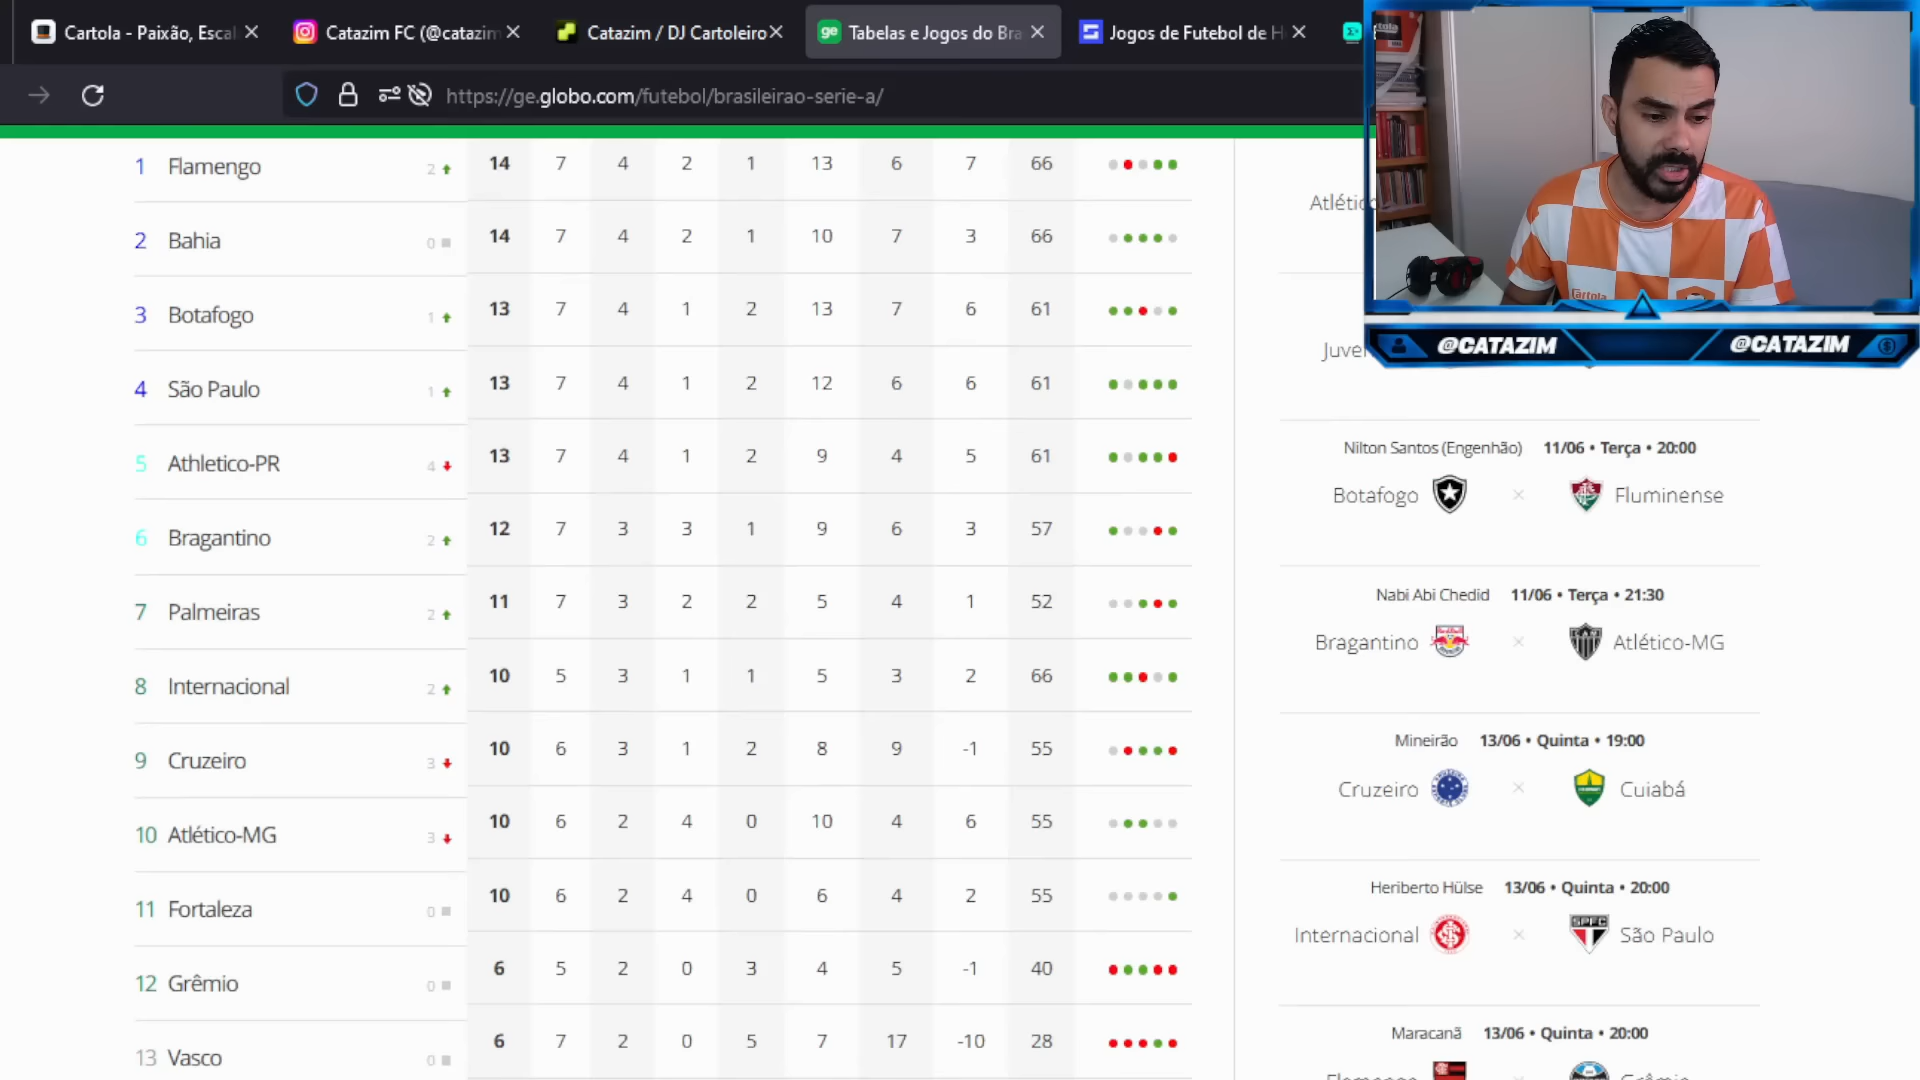 Cartola - Paixão, Escal
Catazim FC (@catazim
Catazim / DJ Cartoleiro
ge
Tabelas e Jogos do Bra
Jogos de Futebol de H
https://ge.globo.com/futebol/brasileirao-serie-a/
1 Flamengo 2 14 7 4 2 1 13 6 7 66
2 Bahia 0 14 7 4 2 1 10 7 3 66
3 Botafogo 1 13 7 4 1 2 13 7 6 61
4 São Paulo 1 13 7 4 1 2 12 6 6 61
5 Athletico-PR 4 13 7 4 1 2 9 4 5 61
6 Bragantino 2 12 7 3 3 1 9 6 3 57
7 Palmeiras 2 11 7 3 2 2 5 4 1 52
8 Internacional 2 10 5 3 1 1 5 3 2 66
9 Cruzeiro 3 10 6 3 1 2 8 9 -1 55
10 Atlético-MG 3 10 6 2 4 0 10 4 6 55
11 Fortaleza 0 10 6 2 4 0 6 4 2 55
12 Grêmio 0 6 5 2 0 3 4 5 -1 40
13 Vasco 0 6 7 2 0 5 7 17 -10 28
Atlétic
Juve
Nilton Santos (Engenhão) 11/06 • Terça • 20:00
Botafogo × Fluminense
Nabi Abi Chedid 11/06 • Terça • 21:30
Bragantino × Atlético-MG
Mineirão 13/06 • Quinta • 19:00
Cruzeiro × Cuiabá
Heriberto Hülse 13/06 • Quinta • 20:00
Internacional × SPFC São Paulo
Maracanã 13/06 • Quinta • 20:00
Flamengo × Grêmio
Cartola
@CATAZIM
@CATAZIM